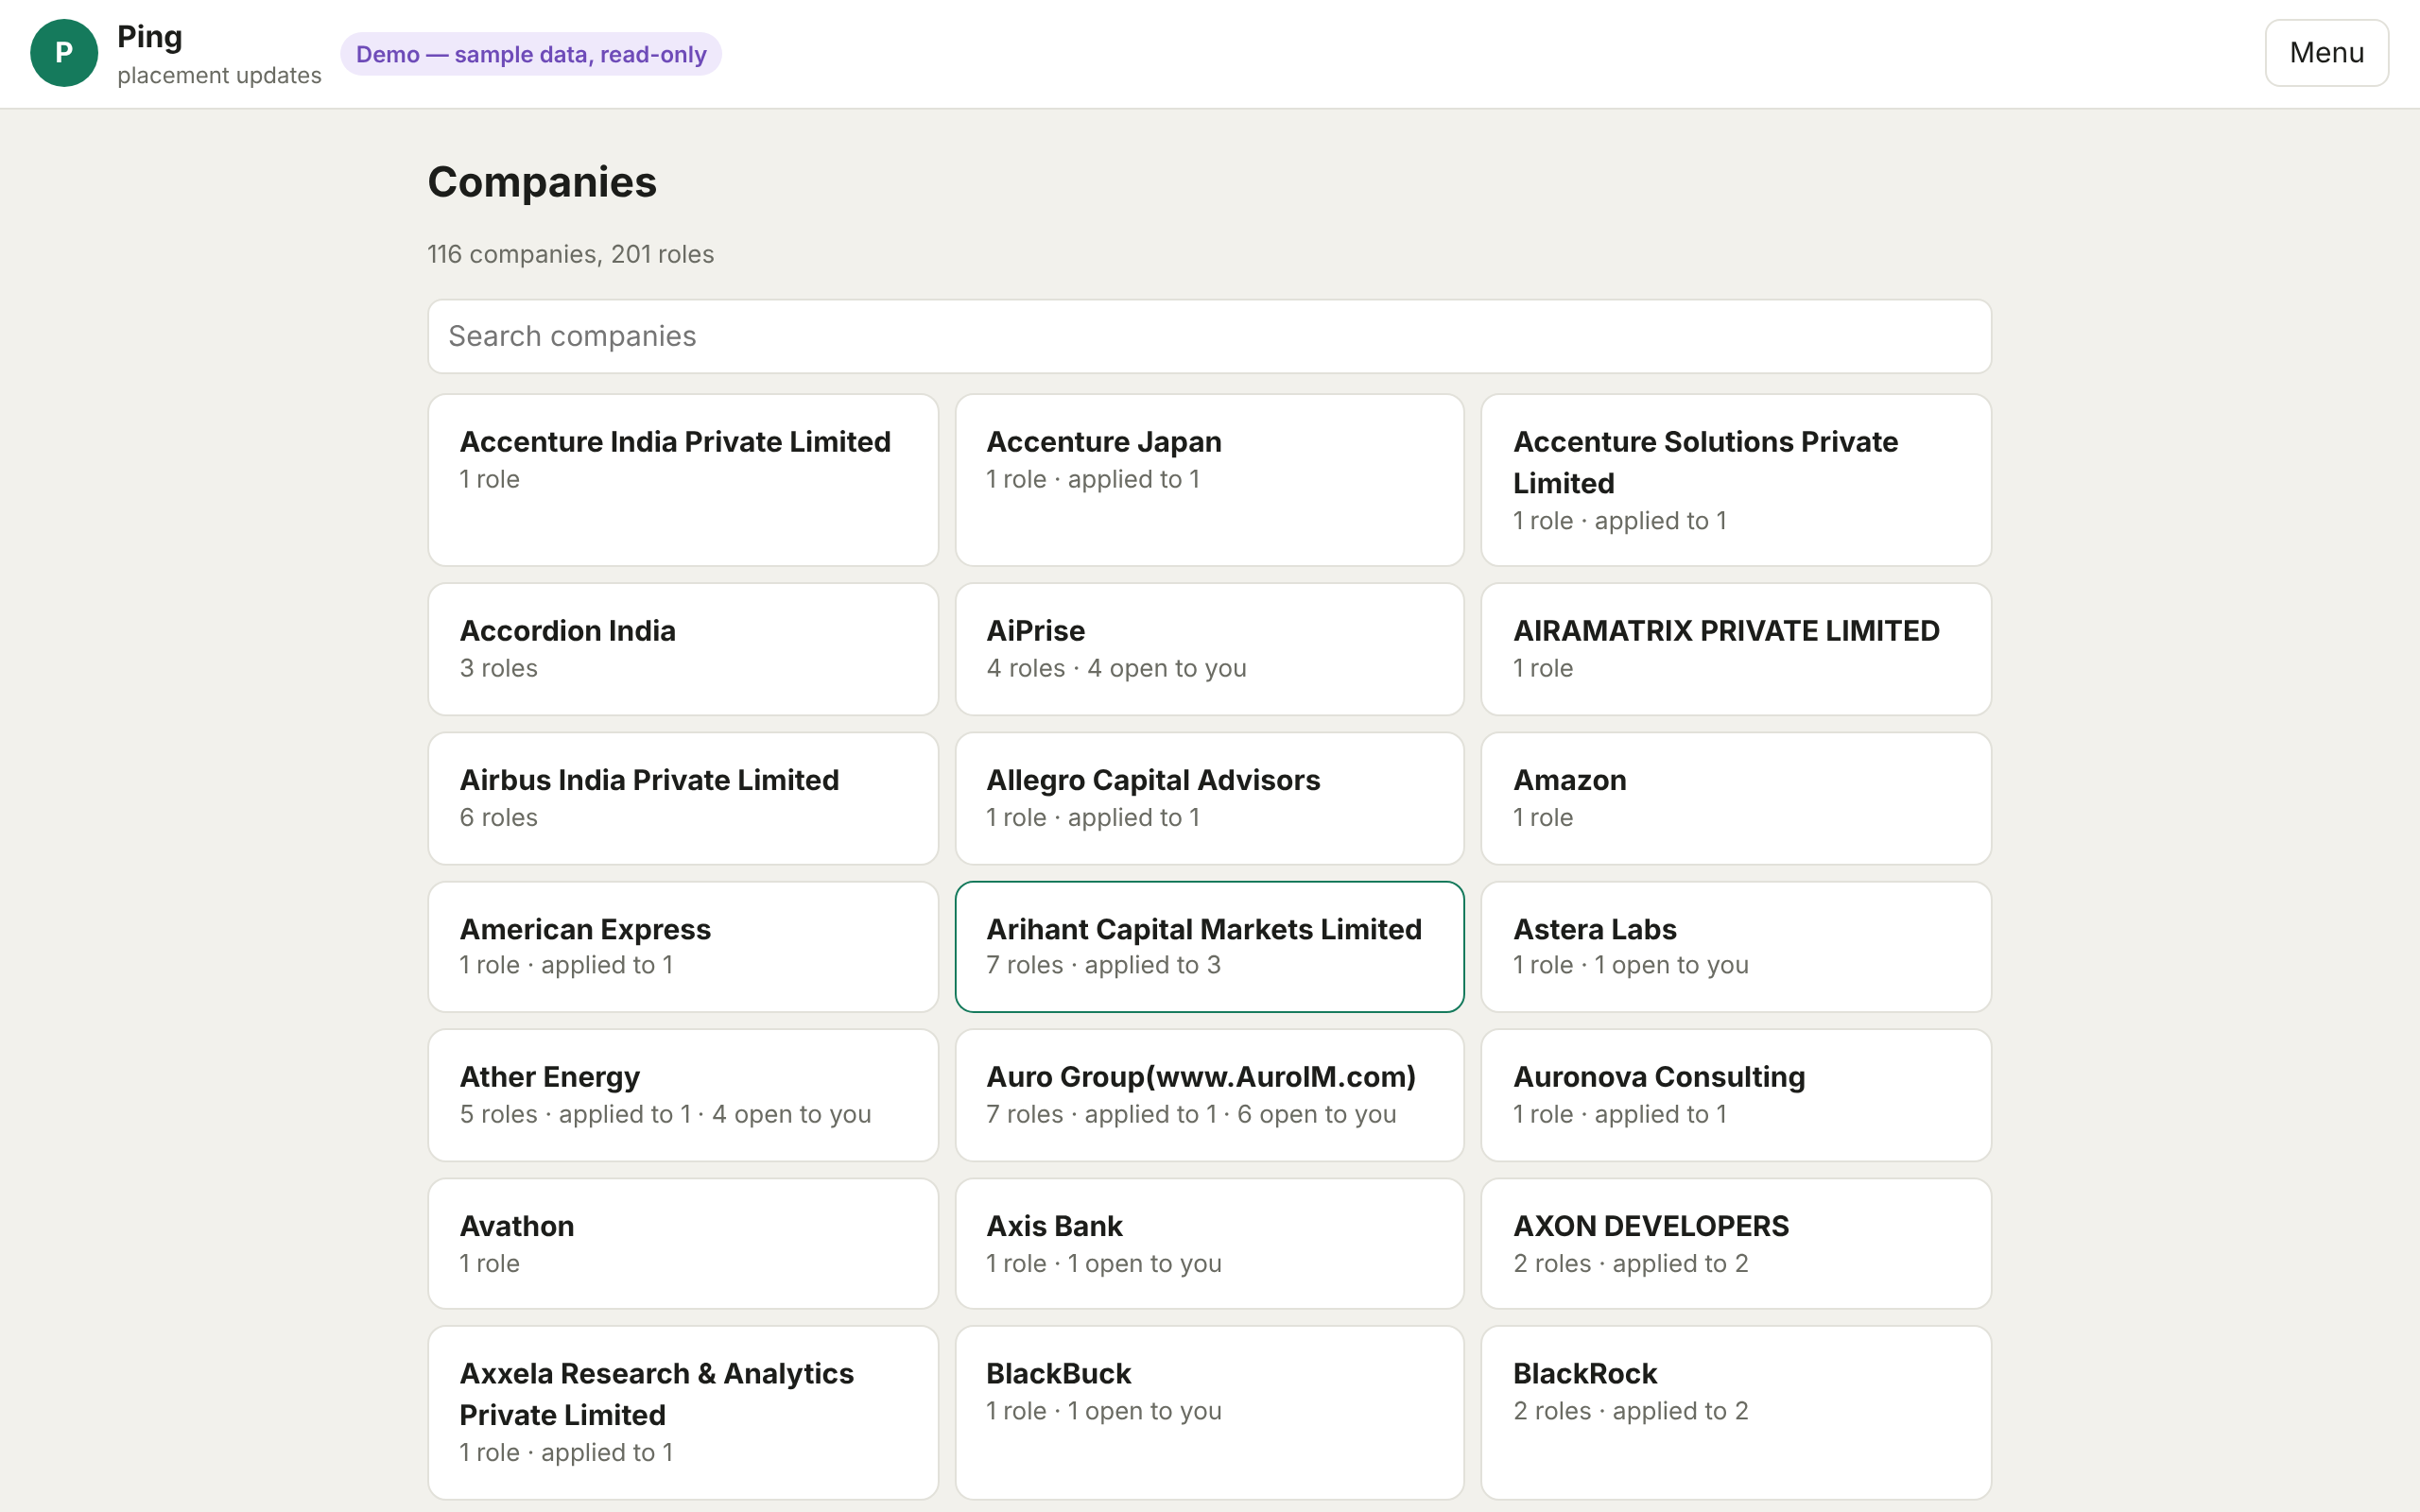 P
Ping
placement updates
Demo — sample data, read-only
Menu
Companies
116 companies, 201 roles
Search companies
Accenture India Private Limited
1 role
Accenture Japan
1 role · applied to 1
Accenture Solutions Private
Limited
1 role · applied to 1
Accordion India
3 roles
AiPrise
4 roles · 4 open to you
AIRAMATRIX PRIVATE LIMITED
1 role
Airbus India Private Limited
6 roles
Allegro Capital Advisors
1 role · applied to 1
Amazon
1 role
American Express
1 role · applied to 1
Arihant Capital Markets Limited
7 roles · applied to 3
Astera Labs
1 role · 1 open to you
Ather Energy
5 roles · applied to 1 · 4 open to you
Auro Group(www.AuroIM.com)
7 roles · applied to 1 · 6 open to you
Auronova Consulting
1 role · applied to 1
Avathon
1 role
Axis Bank
1 role · 1 open to you
AXON DEVELOPERS
2 roles · applied to 2
Axxela Research & Analytics
Private Limited
1 role · applied to 1
BlackBuck
1 role · 1 open to you
BlackRock
2 roles · applied to 2